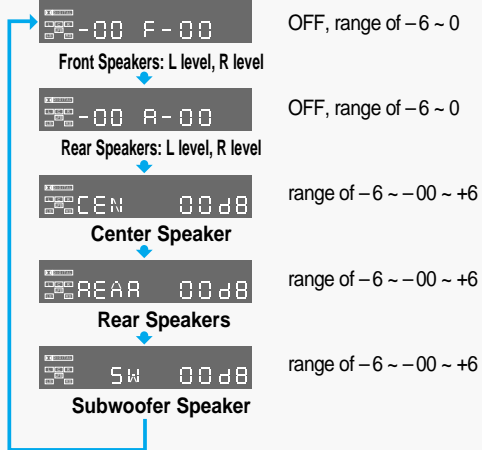 -00 F-00
OFF, range of –6 ~ 0
Front Speakers: L level, R level
-00 R-00
OFF, range of –6 ~ 0
Rear Speakers: L level, R level
CEN 00dB
range of –6 ~ –00 ~ +6
Center Speaker
REAR 00dB
range of –6 ~ –00 ~ +6
Rear Speakers
SW 00dB
range of –6 ~ –00 ~ +6
Subwoofer Speaker